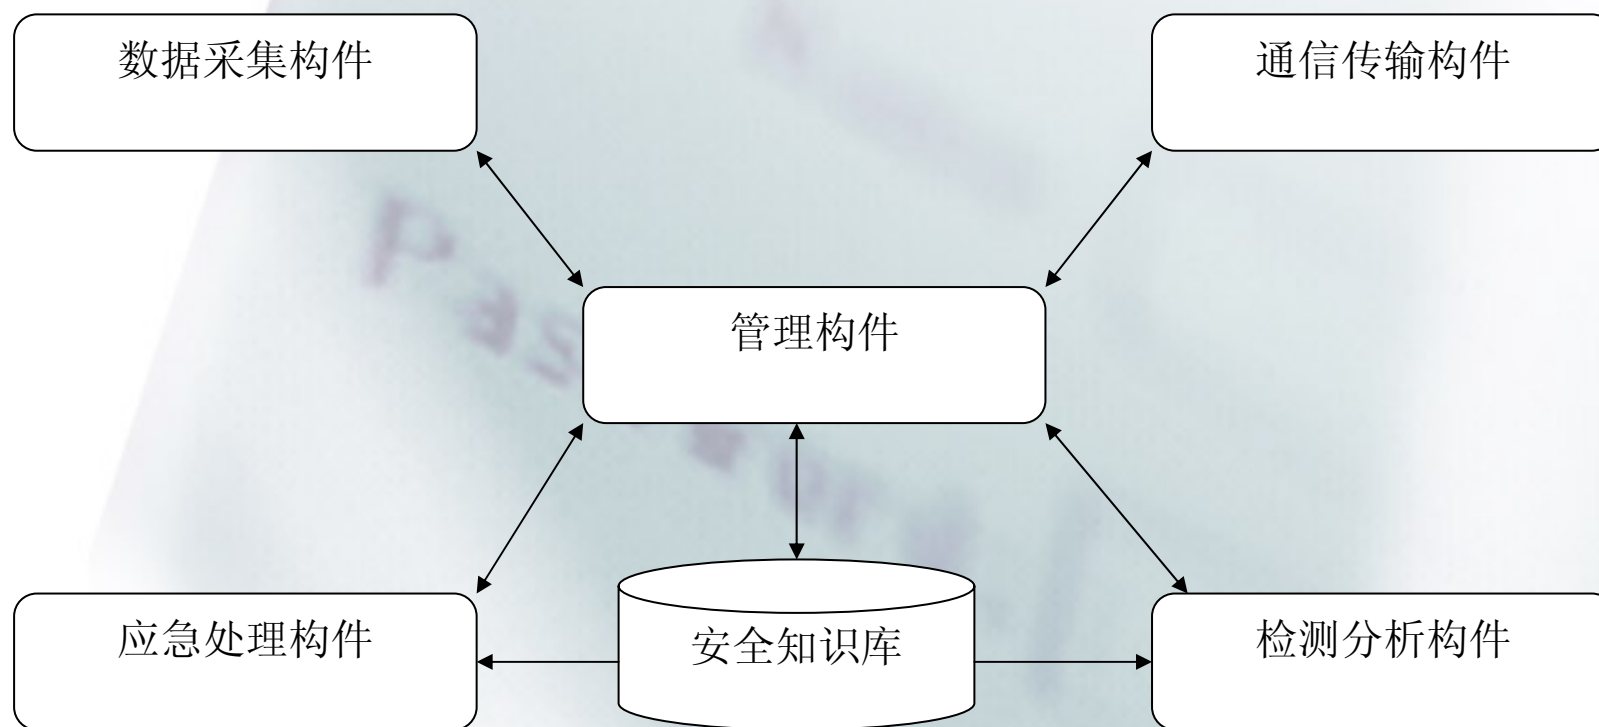 数据采集构件
通信传输构件
管理构件
应急处理构件
安全知识库
检测分析构件